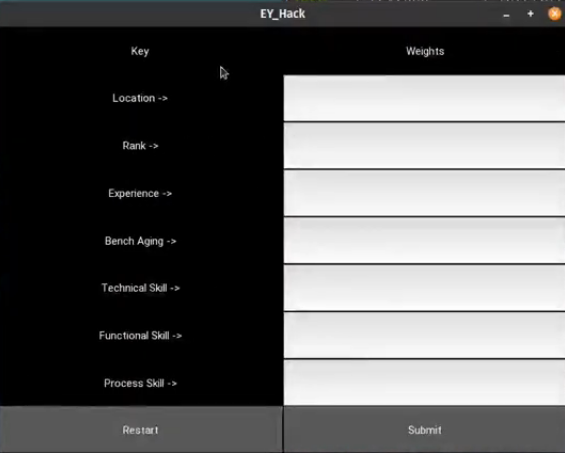 EY_Hack
Key Weights
Location ->
Rank ->
Experience ->
Bench Aging ->
Technical Skill ->
Functional Skill ->
Process Skill ->
Restart Submit